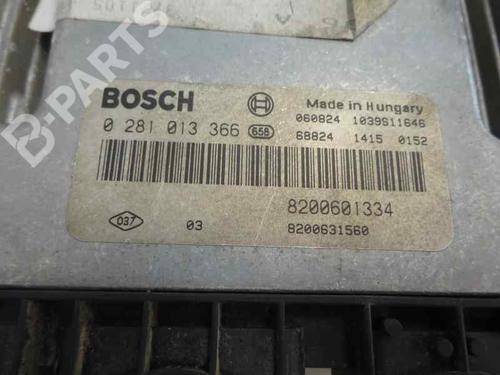 B-PARTS
BOSCH
Made in Hungary
060824 1039S11646
0 281 013 366 658
68824 1415 0152
8200601334
037 03 8200631560